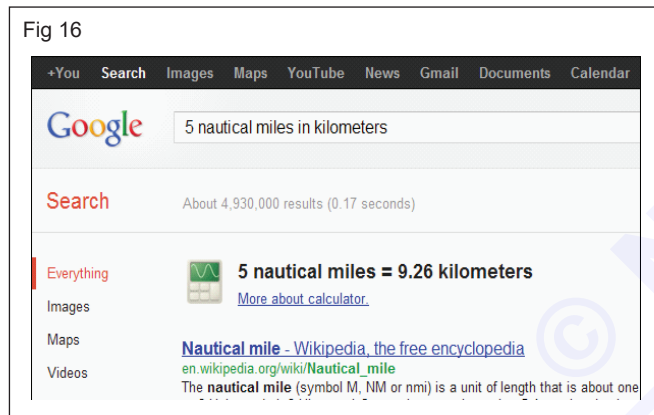 Fig 16
+You Search Images Maps YouTube News Gmail Documents Calendar
Google
5 nautical miles in kilometers
Search
About 4,930,000 results (0.17 seconds)
Everything
5 nautical miles = 9.26 kilometers
Images
More about calculator.
Maps
Nautical mile - Wikipedia, the free encyclopedia
Videos
en.wikipedia.org/wiki/Nautical_mile
The nautical mile (symbol M, NM or nmi) is a unit of length that is about one